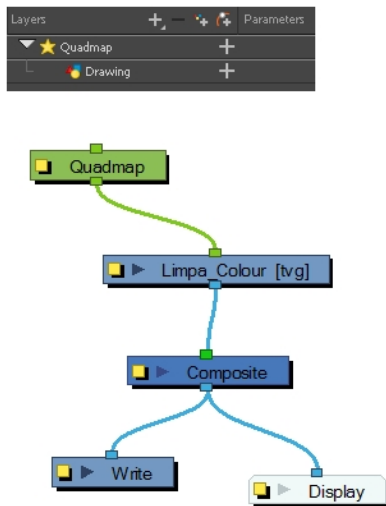 Layers Parameters
Quadmap
Drawing
Quadmap
Limpa_Colour [tvg]
Composite
Write
Display